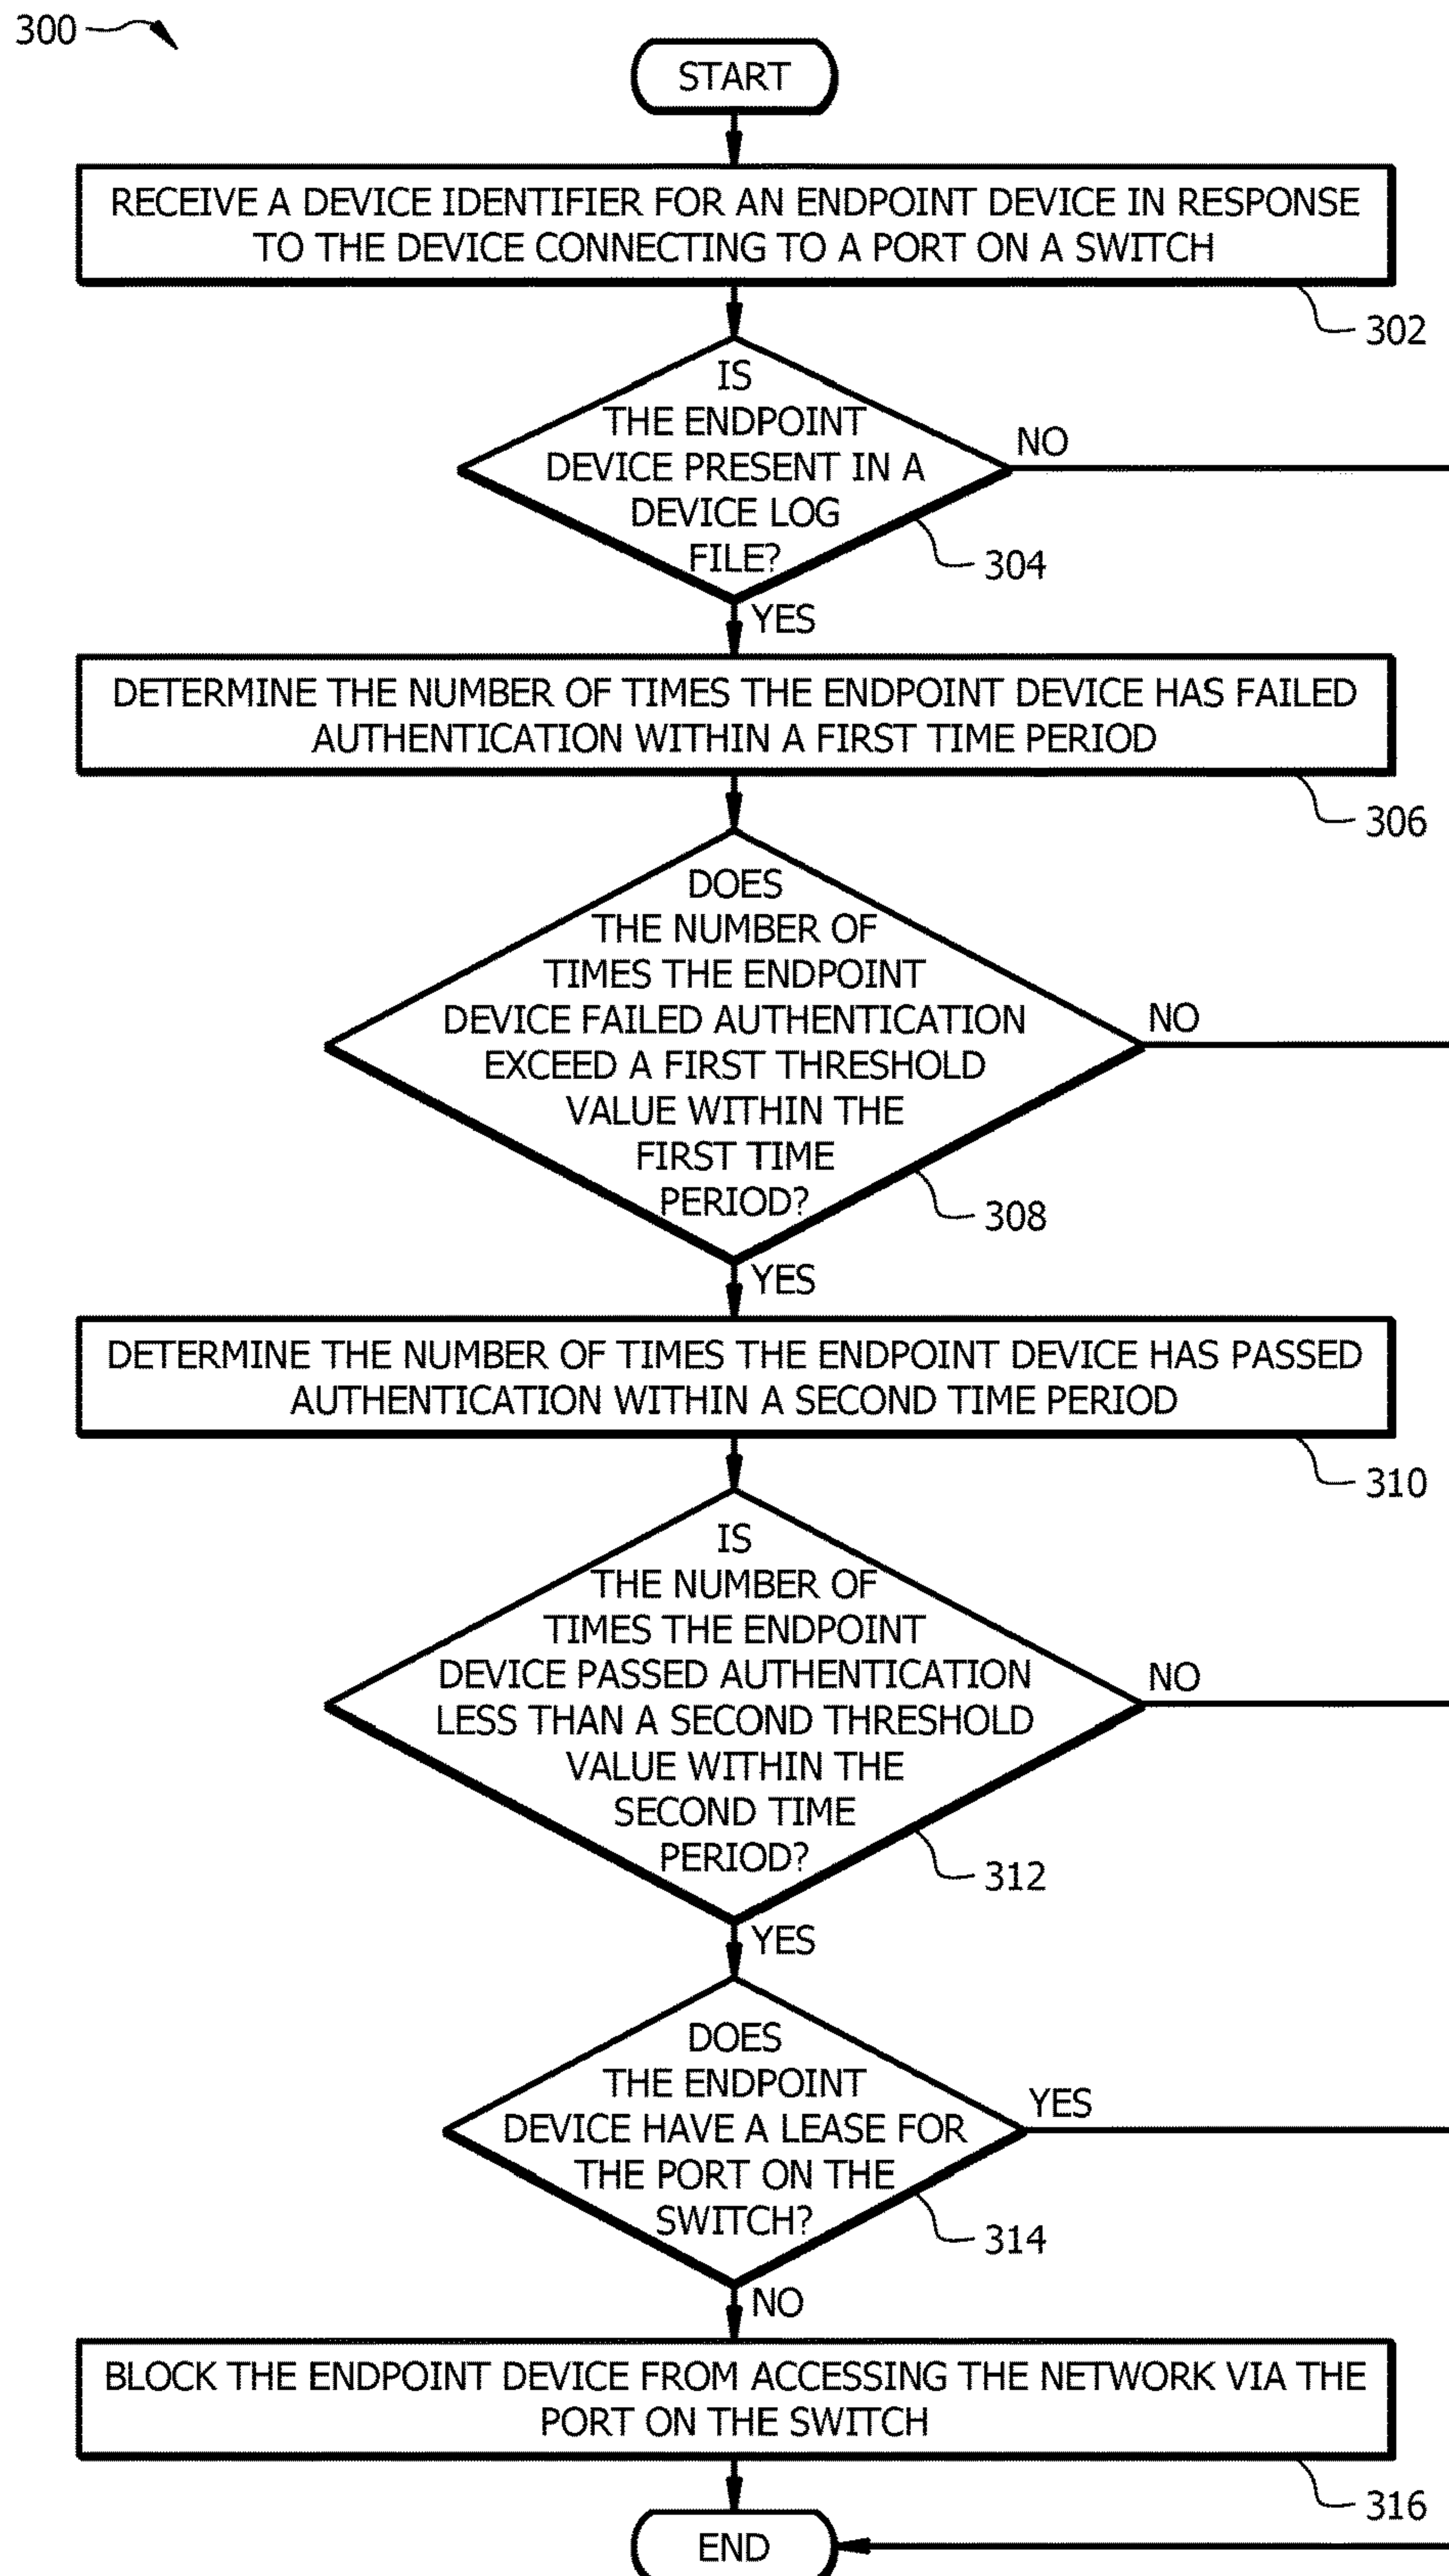 300
START
RECEIVE A DEVICE IDENTIFIER FOR AN ENDPOINT DEVICE IN RESPONSE
TO THE DEVICE CONNECTING TO A PORT ON A SWITCH
302
IS
THE ENDPOINT
DEVICE PRESENT IN A
DEVICE LOG
FILE?
NO
304
YES
DETERMINE THE NUMBER OF TIMES THE ENDPOINT DEVICE HAS FAILED
AUTHENTICATION WITHIN A FIRST TIME PERIOD
306
DOES
THE NUMBER OF
TIMES THE ENDPOINT
DEVICE FAILED AUTHENTICATION
EXCEED A FIRST THRESHOLD
VALUE WITHIN THE
FIRST TIME
PERIOD?
NO
308
YES
DETERMINE THE NUMBER OF TIMES THE ENDPOINT DEVICE HAS PASSED
AUTHENTICATION WITHIN A SECOND TIME PERIOD
310
IS
THE NUMBER OF
TIMES THE ENDPOINT
DEVICE PASSED AUTHENTICATION
LESS THAN A SECOND THRESHOLD
VALUE WITHIN THE
SECOND TIME
PERIOD?
NO
312
YES
DOES
THE ENDPOINT
DEVICE HAVE A LEASE FOR
THE PORT ON THE
SWITCH?
YES
314
NO
BLOCK THE ENDPOINT DEVICE FROM ACCESSING THE NETWORK VIA THE
PORT ON THE SWITCH
316
END